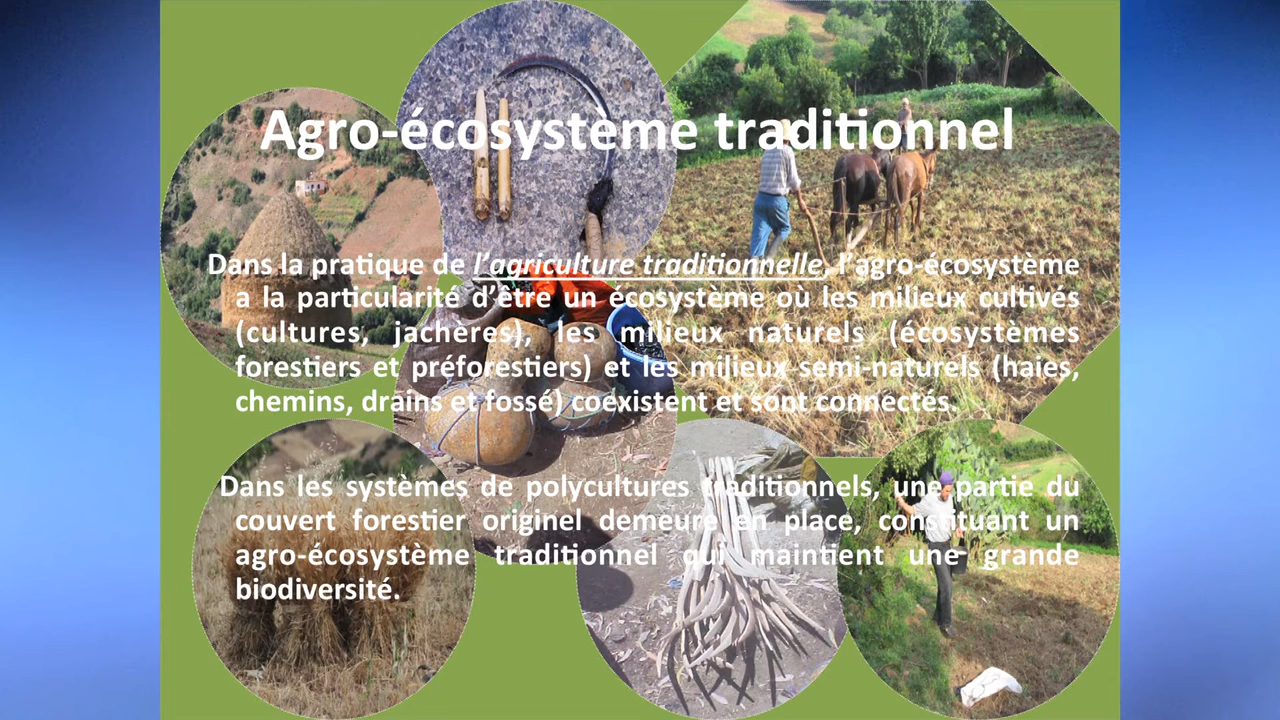 Agro-écosystème traditionnel
Dans la pratique de l'agriculture traditionnelle, l'agro-écosystème
a la particularité d'être un écosystème où les milieux cultivés
(cultures, jachères), les milieux naturels (écosystèmes
forestiers et préforestiers) et les milieux semi-naturels (haies,
chemins, drains et fossé) coexistent et sont connectés.
Dans les systèmes de polycultures traditionnels, une partie du
couvert forestier originel demeure en place, constituant un
agro-écosystème traditionnel qui maintient une grande
biodiversité.